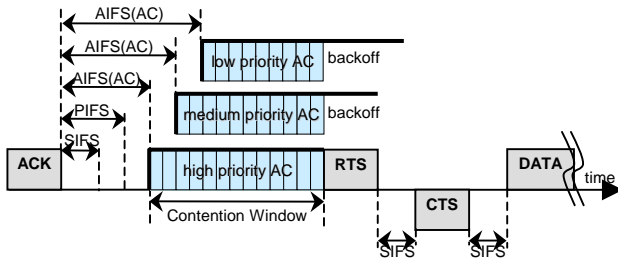 AIFS(AC)
low priority AC backoff
AIFS(AC)
AIFS(AC)
medium priority AC backoff
PIFS
SIFS
ACK
high priority AC
RTS
DATA
time
CTS
Contention Window
SIFS
SIFS